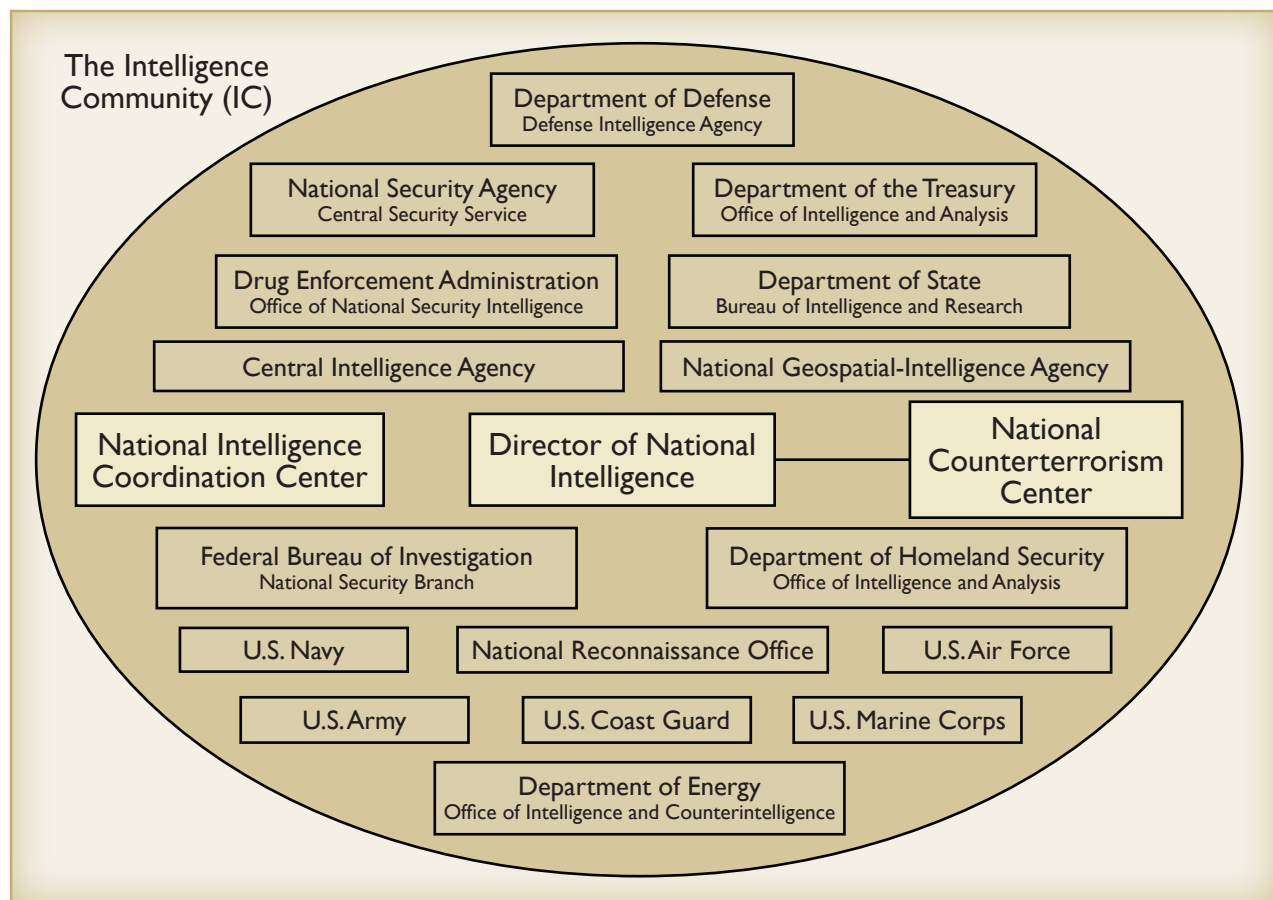 The Intelligence
Community (IC)
Department of Defense
Defense Intelligence Agency
National Security Agency
Central Security Service
Department of the Treasury
Office of Intelligence and Analysis
Drug Enforcement Administration
Office of National Security Intelligence
Department of State
Bureau of Intelligence and Research
Central Intelligence Agency
National Geospatial-Intelligence Agency
National Intelligence
Coordination Center
Director of National
Intelligence
National
Counterterrorism
Center
Federal Bureau of Investigation
National Security Branch
Department of Homeland Security
Office of Intelligence and Analysis
U.S. Navy
National Reconnaissance Office
U.S. Air Force
U.S. Army
U.S. Coast Guard
U.S. Marine Corps
Department of Energy
Office of Intelligence and Counterintelligence